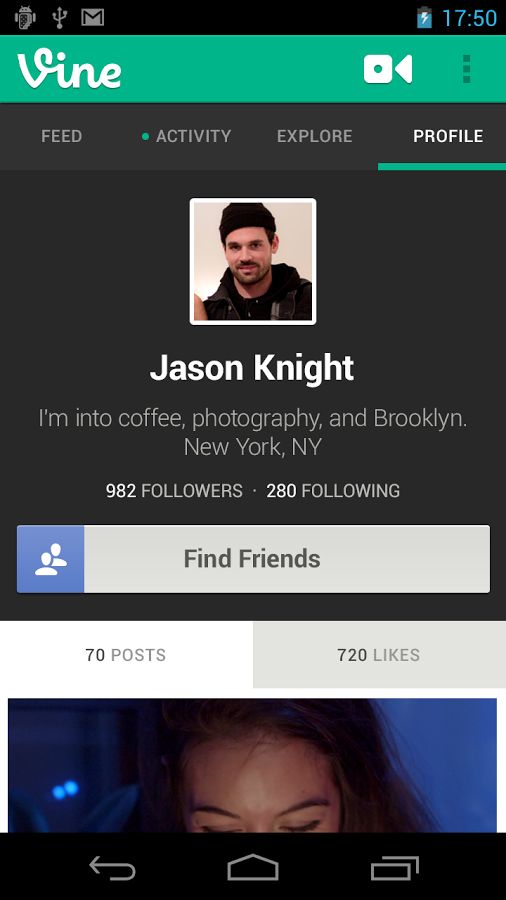 17:50
Vine
FEED
ACTIVITY
EXPLORE
PROFILE
Jason Knight
I'm into coffee, photography, and Brooklyn.
New York, NY
982 FOLLOWERS · 280 FOLLOWING
Find Friends
70 POSTS
720 LIKES